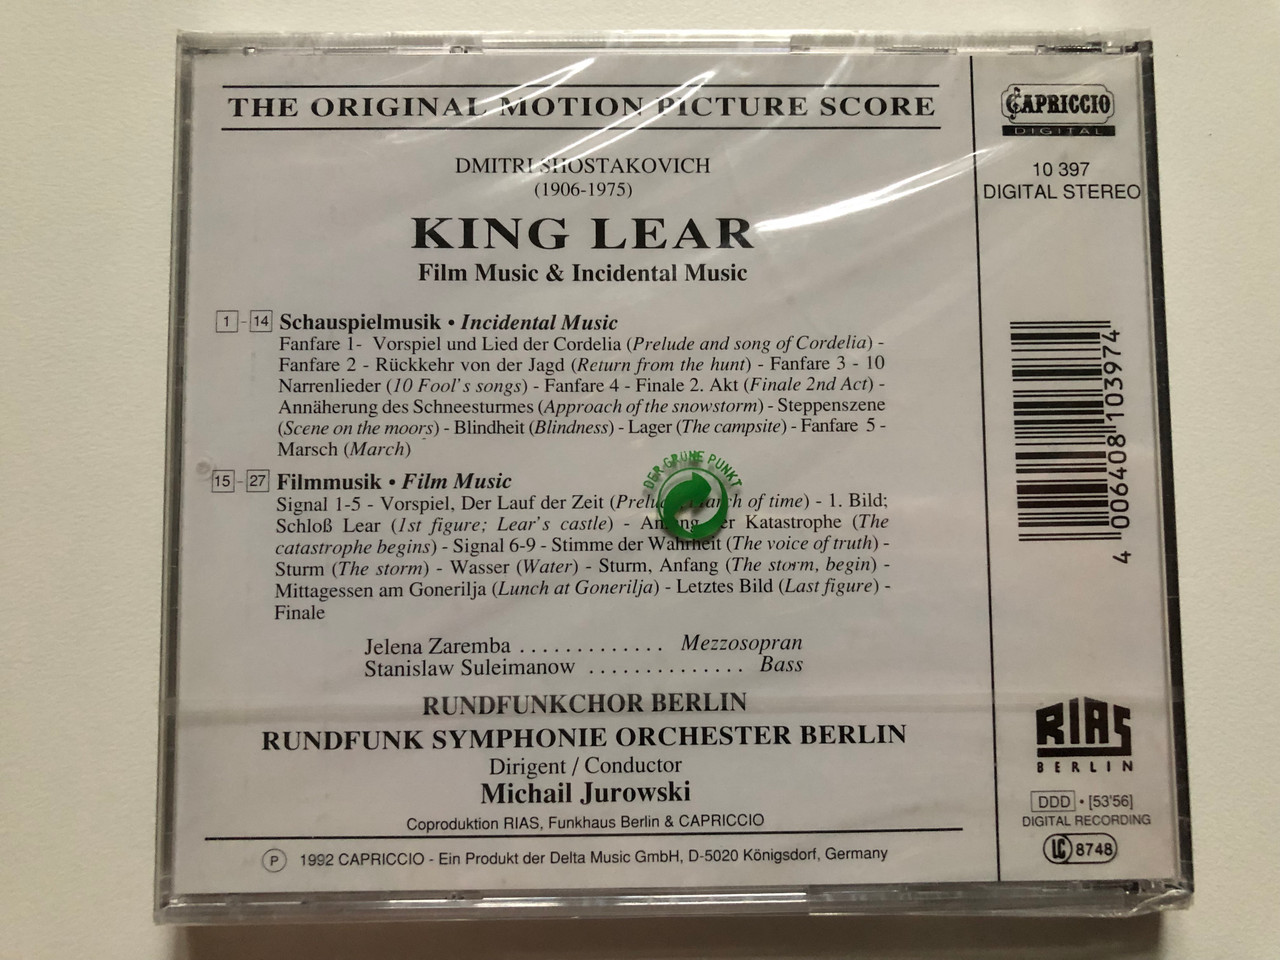 THE ORIGINAL MOTION PICTURE SCORE
DMITRI SHOSTAKOVICH
(1906-1975)
KING LEAR
Film Music & Incidental Music
1 - 14 Schauspielmusik • Incidental Music
Fanfare 1- Vorspiel und Lied der Cordelia (Prelude and song of Cordelia) -
Fanfare 2 - Rückkehr von der Jagd (Return from the hunt) - Fanfare 3 - 10
Narrenlieder (10 Fool's songs) - Fanfare 4 - Finale 2. Akt (Finale 2nd Act) -
Annäherung des Schneesturmes (Approach of the snowstorm) - Steppenszene
(Scene on the moors) - Blindheit (Blindness) - Lager (The campsite) - Fanfare 5 -
Marsch (March)
15 - 27 Filmmusik • Film Music
Signal 1-5 - Vorspiel, Der Lauf der Zeit (Prelude, March of time) - 1. Bild;
Schloß Lear (1st figure; Lear's castle) - Anfang der Katastrophe (The
catastrophe begins) - Signal 6-9 - Stimme der Wahrheit (The voice of truth) -
Sturm (The storm) - Wasser (Water) - Sturm, Anfang (The storm, begin) -
Mittagessen am Gonerilja (Lunch at Gonerilja) - Letztes Bild (Last figure) -
Finale
DER GRÜNE PUNKT
Jelena Zaremba ............. Mezzosopran
Stanislaw Suleimanow .............. Bass
RUNDFUNKCHOR BERLIN
RUNDFUNK SYMPHONIE ORCHESTER BERLIN
Dirigent / Conductor
Michail Jurowski
Coproduktion RIAS, Funkhaus Berlin & CAPRICCIO
P 1992 CAPRICCIO - Ein Produkt der Delta Music GmbH, D-5020 Königsdorf, Germany
CAPRICCIO
DIGITAL
10 397
DIGITAL STEREO
4 006408 103974
RIAS
BERLIN
DDD • [53'56]
DIGITAL RECORDING
LC 8748